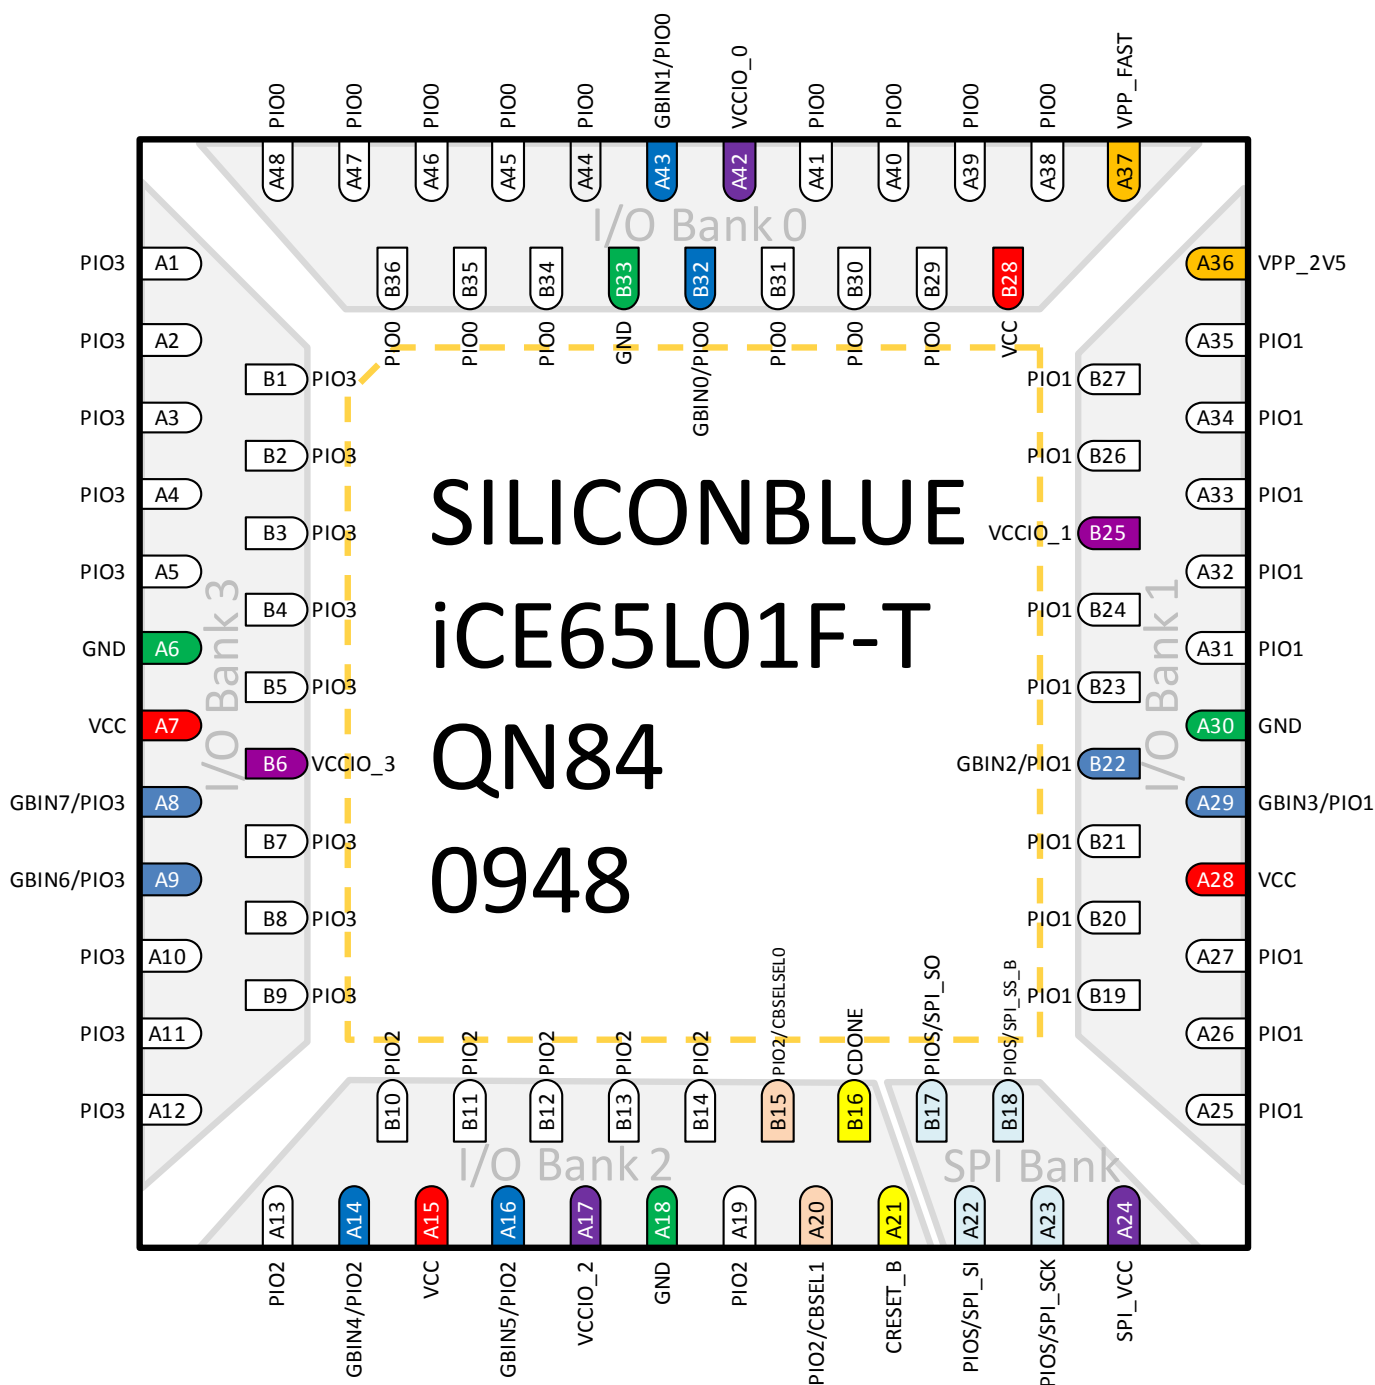 PIO0 PIO0 PIO0 PIO0 PIO0 GBIN1/PIO0 VCCIO_0 PIO0 PIO0 PIO0 PIO0 VPP_FAST
A48 A47 A46 A45 A44 A43 A42 A41 A40 A39 A38 A37
I/O Bank 0
B36 B35 B34 B33 B32 B31 B30 B29 B28
PIO0 PIO0 PIO0 GND GBIN0/PIO0 PIO0 PIO0 PIO0 VCC
PIO3 A1
PIO3 A2
PIO3 A3
PIO3 A4
PIO3 A5
GND A6
VCC A7
GBIN7/PIO3 A8
GBIN6/PIO3 A9
PIO3 A10
PIO3 A11
PIO3 A12
I/O Bank 3
B1 PIO3
B2 PIO3
B3 PIO3
B4 PIO3
B5 PIO3
B6 VCCIO_3
B7 PIO3
B8 PIO3
B9 PIO3
SILICONBLUE
iCE65L01F-T
QN84
0948
PIO1 B27
PIO1 B26
VCCIO_1 B25
PIO1 B24
PIO1 B23
GBIN2/PIO1 B22
PIO1 B21
PIO1 B20
PIO1 B19
I/O Bank 1
A36 VPP_2V5
A35 PIO1
A34 PIO1
A33 PIO1
A32 PIO1
A31 PIO1
A30 GND
A29 GBIN3/PIO1
A28 VCC
A27 PIO1
A26 PIO1
A25 PIO1
PIO2 PIO2 PIO2 PIO2 PIO2 PIO2/CBSELSEL0 CDONE PIOS/SPI_SO PIOS/SPI_SS_B
B10 B11 B12 B13 B14 B15 B16 B17 B18
I/O Bank 2
SPI Bank
A13 A14 A15 A16 A17 A18 A19 A20 A21 A22 A23 A24
PIO2 GBIN4/PIO2 VCC GBIN5/PIO2 VCCIO_2 GND PIO2 PIO2/CBSEL1 CRESET_B PIOS/SPI_SI PIOS/SPI_SCK SPI_VCC